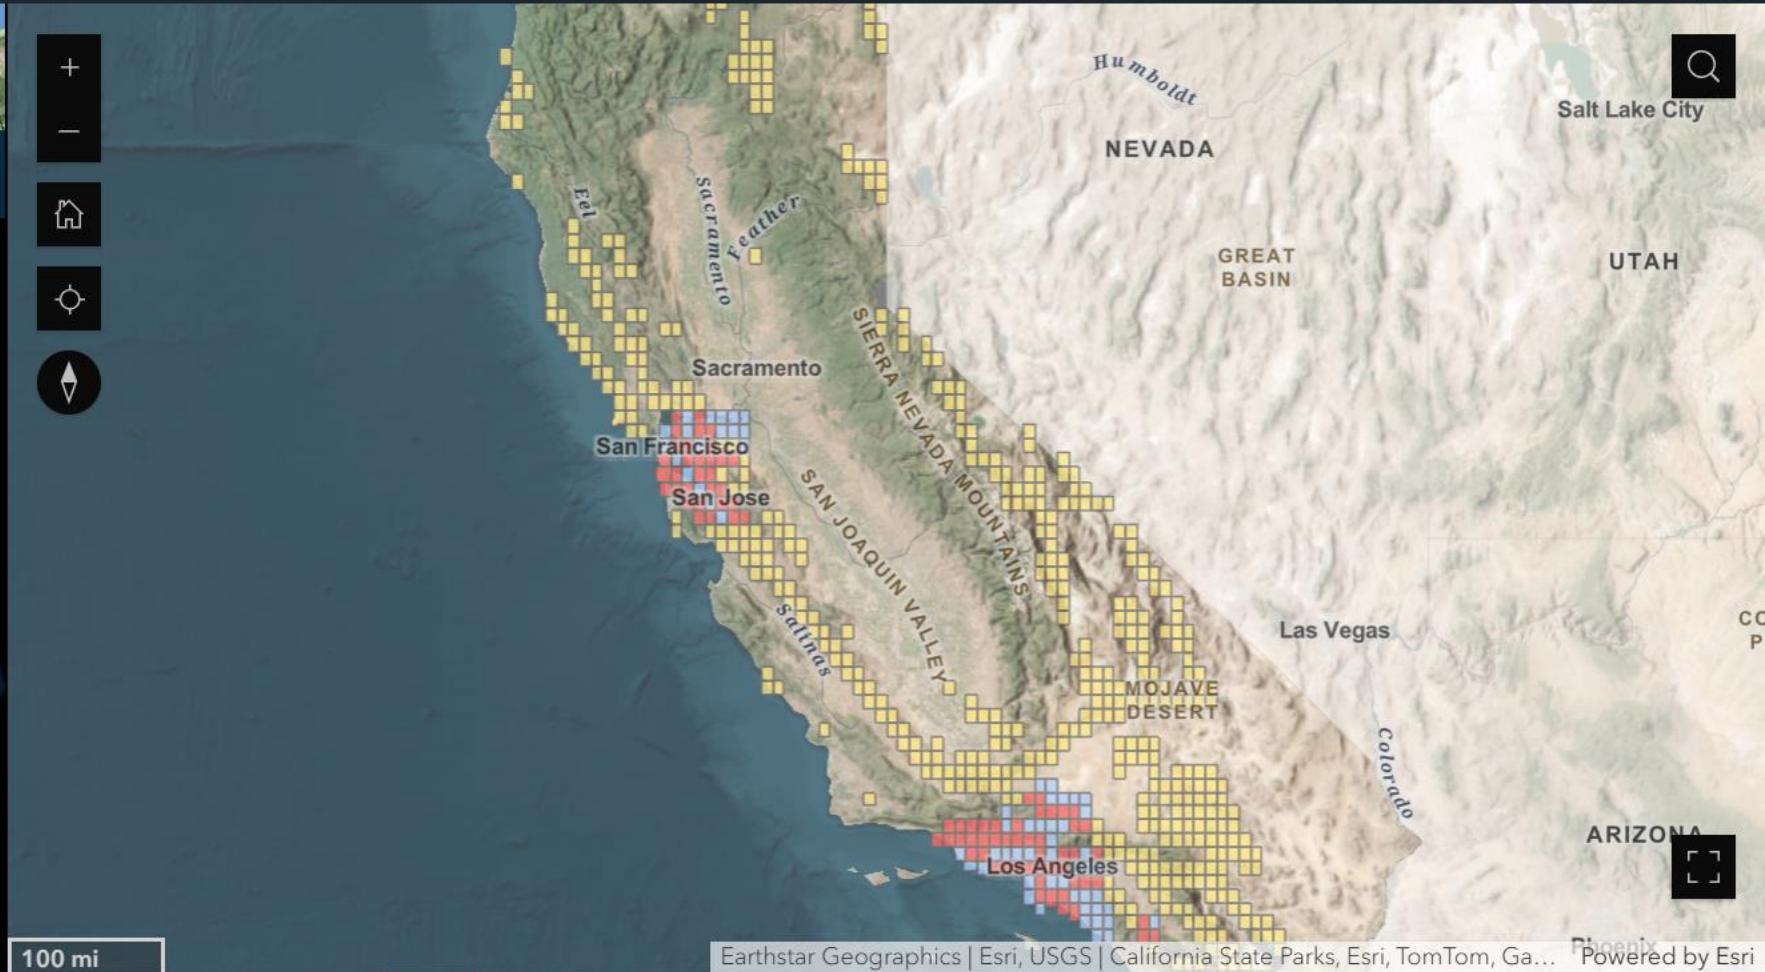 +
−
Humboldt
Salt Lake City
NEVADA
Eel
Sacramento
Feather
GREAT
BASIN
UTAH
SIERRA NEVADA MOUNTAINS
Sacramento
San Francisco
San Jose
SAN JOAQUIN VALLEY
Salinas
Las Vegas
CO
P
MOJAVE
DESERT
Colorado
ARIZONA
Los Angeles
Phoenix
100 mi
Earthstar Geographics | Esri, USGS | California State Parks, Esri, TomTom, Ga... Powered by Esri